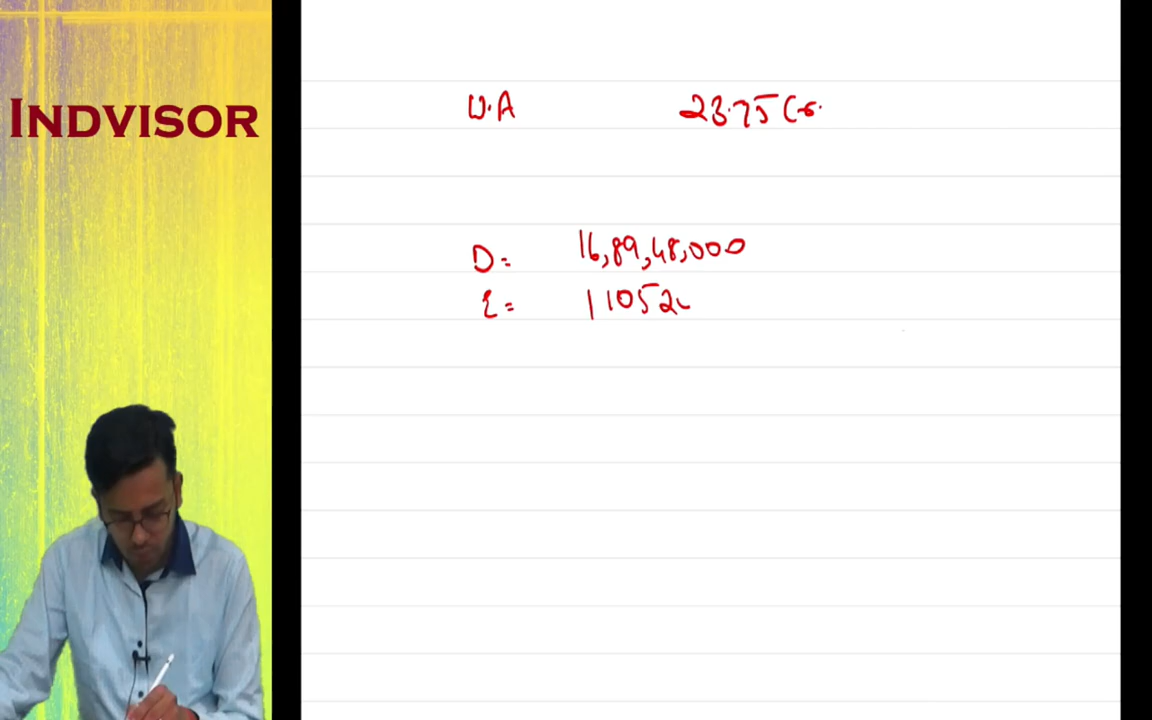 INDVISOR
U.A 23.75 Cr.
D= 16,89,48,000
E= 11052